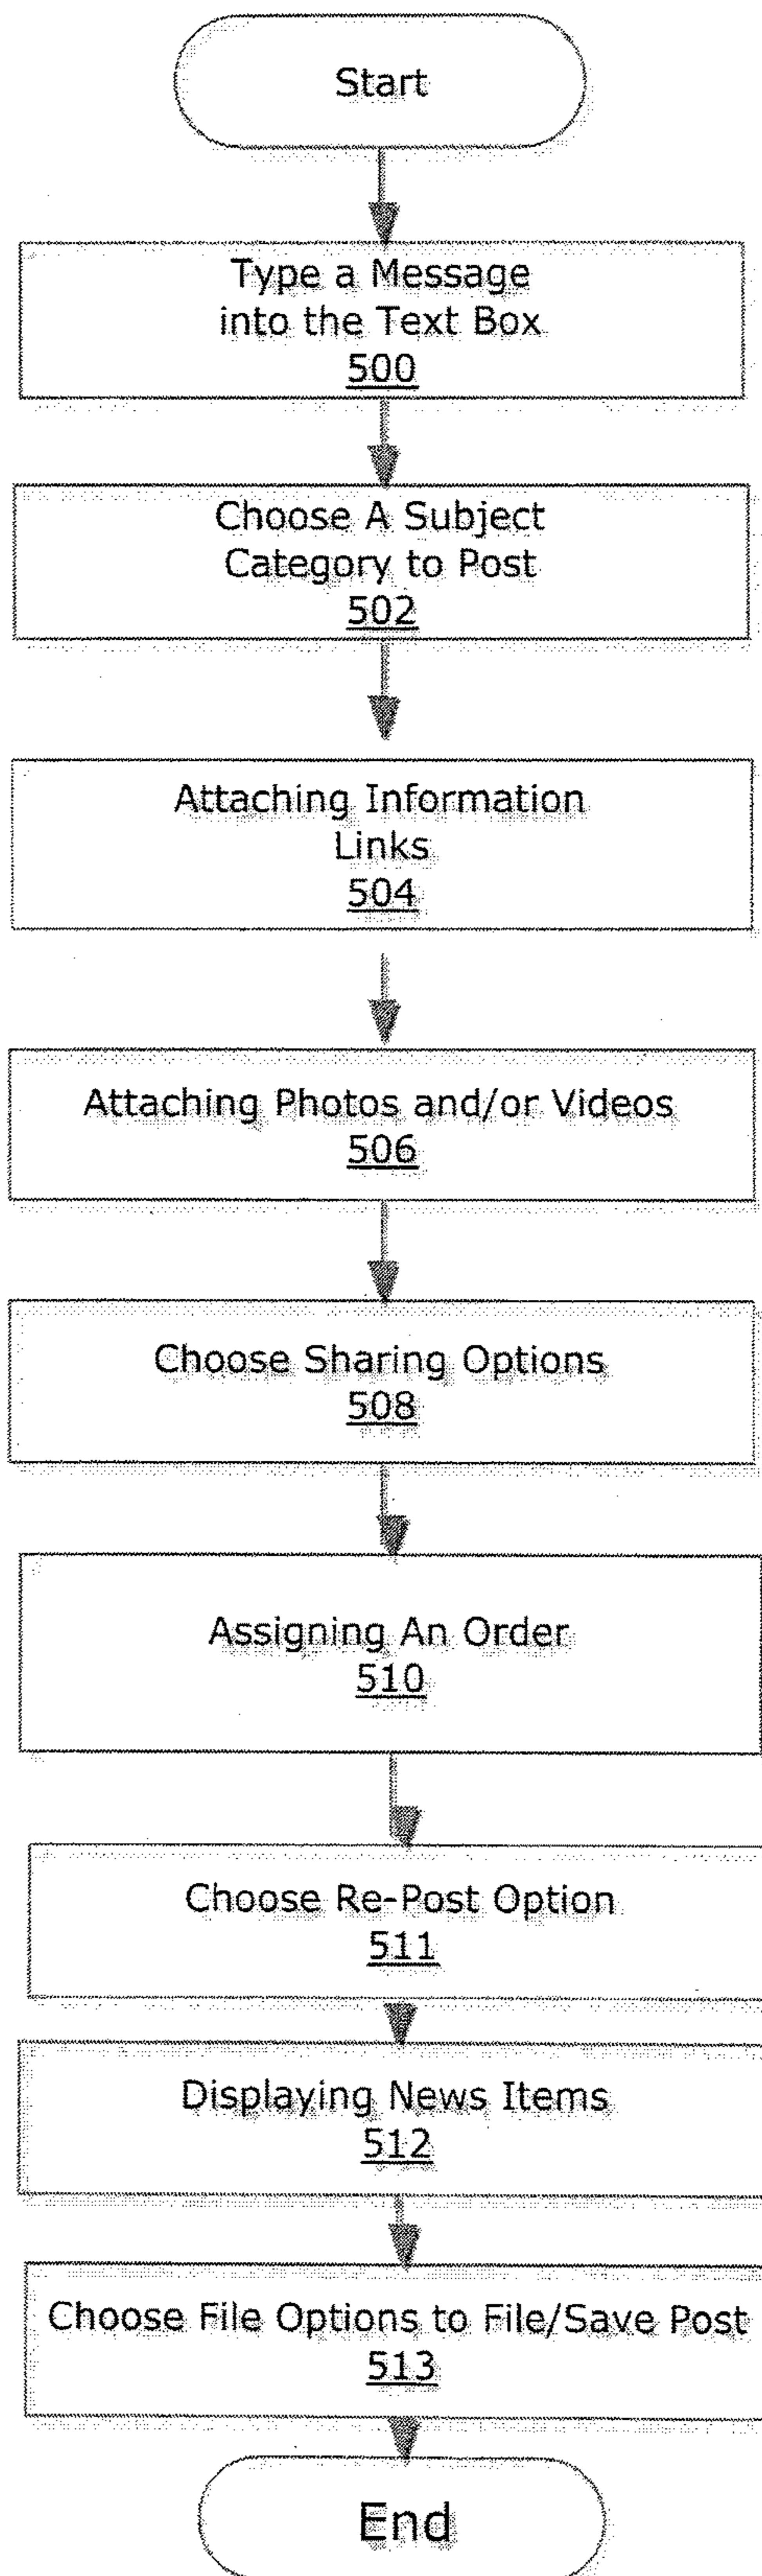 Start
Type a Message
into the Text Box
500
Choose A Subject
Category to Post
502
Attaching Information
Links
504
Attaching Photos and/or Videos
506
Choose Sharing Options
508
Assigning An Order
510
Choose Re-Post Option
511
Displaying News Items
512
Choose File Options to File/Save Post
513
End